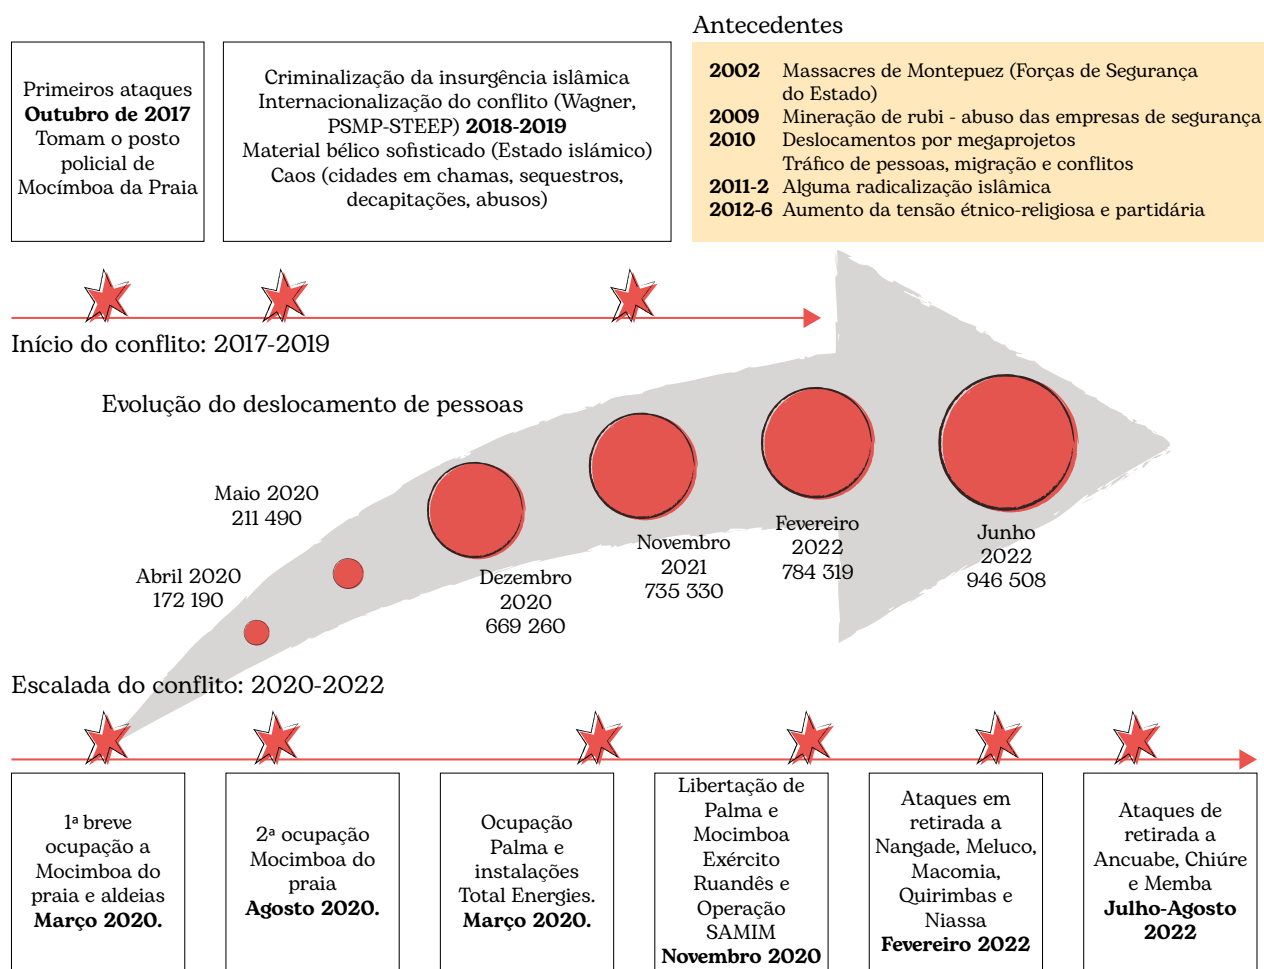 Antecedentes
Primeiros ataques
Outubro de 2017
Tomam o posto
policial de
Mocímboa da Praia
Criminalização da insurgência islâmica
Internacionalização do conflito (Wagner,
PSMP-STEEP) 2018-2019
Material bélico sofisticado (Estado islámico)
Caos (cidades em chamas, sequestros,
decapitações, abusos)
2002 Massacres de Montepuez (Forças de Segurança
do Estado)
2009 Mineração de rubi - abuso das empresas de segurança
2010 Deslocamentos por megaprojetos
Tráfico de pessoas, migração e conflitos
2011-2 Alguma radicalização islâmica
2012-6 Aumento da tensão étnico-religiosa e partidária
Início do conflito: 2017-2019
Evolução do deslocamento de pessoas
Abril 2020
172 190
Maio 2020
211 490
Dezembro
2020
669 260
Novembro
2021
735 330
Fevereiro
2022
784 319
Junho
2022
946 508
Escalada do conflito: 2020-2022
1ª breve
ocupação a
Mocimboa do
praia e aldeias
Março 2020.
2ª ocupação
Mocimboa do
praia
Agosto 2020.
Ocupação
Palma e
instalações
Total Energies.
Março 2020.
Libertação de
Palma e
Mocimboa
Exército
Ruandês e
Operação
SAMIM
Novembro 2020
Ataques em
retirada a
Nangade, Meluco,
Macomia,
Quirimbas e
Niassa
Fevereiro 2022
Ataques de
retirada a
Ancuabe, Chiúre
e Memba
Julho-Agosto
2022